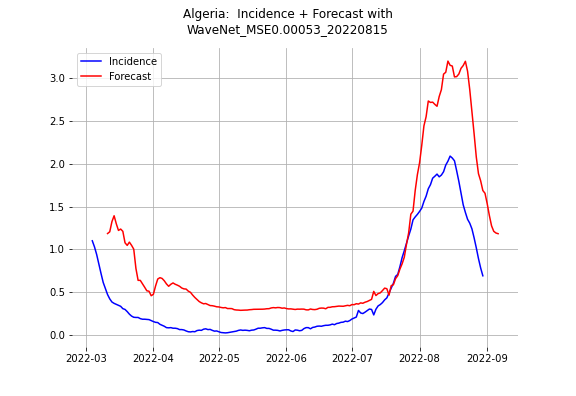 Algeria:  Incidence + Forecast with
WaveNet_MSE0.00053_20220815
Incidence
Forecast
3.0
2.5
2.0
1.5
1.0
0.5
0.0
2022-03 2022-04 2022-05 2022-06 2022-07 2022-08 2022-09